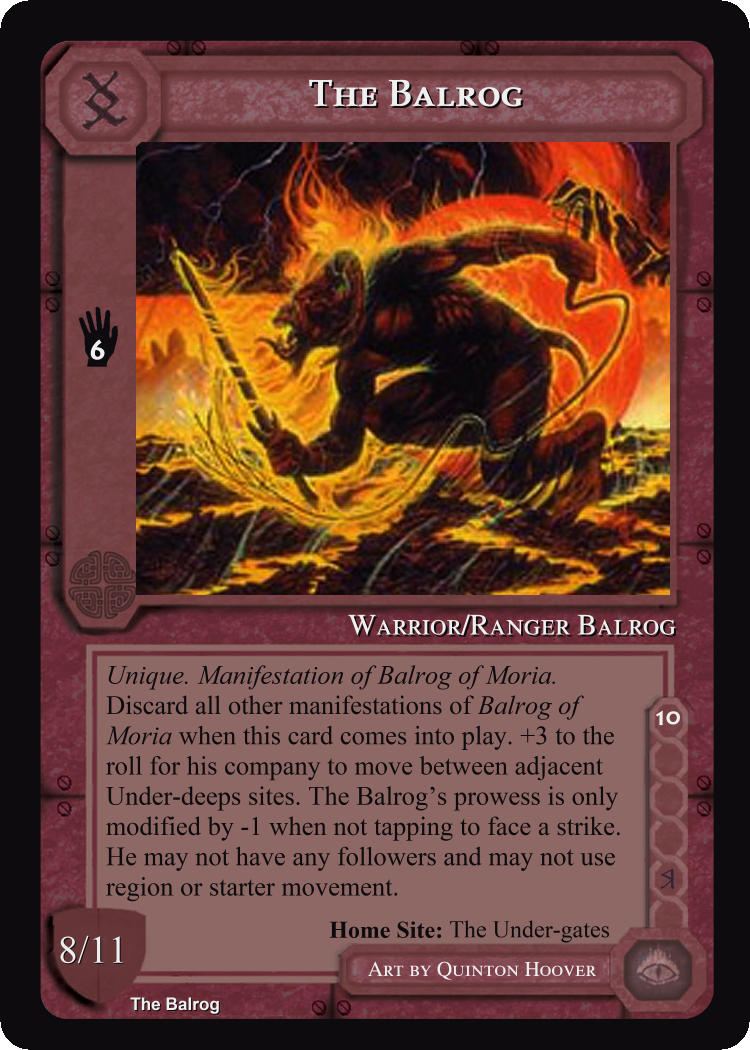 The Balrog
6
Warrior/Ranger Balrog
Unique. Manifestation of Balrog of Moria.
Discard all other manifestations of Balrog of
Moria when this card comes into play. +3 to the
roll for his company to move between adjacent
Under-deeps sites. The Balrog's prowess is only
modified by -1 when not tapping to face a strike.
He may not have any followers and may not use
region or starter movement.
10
Home Site: The Under-gates
8/11
Art by Quinton Hoover
The Balrog